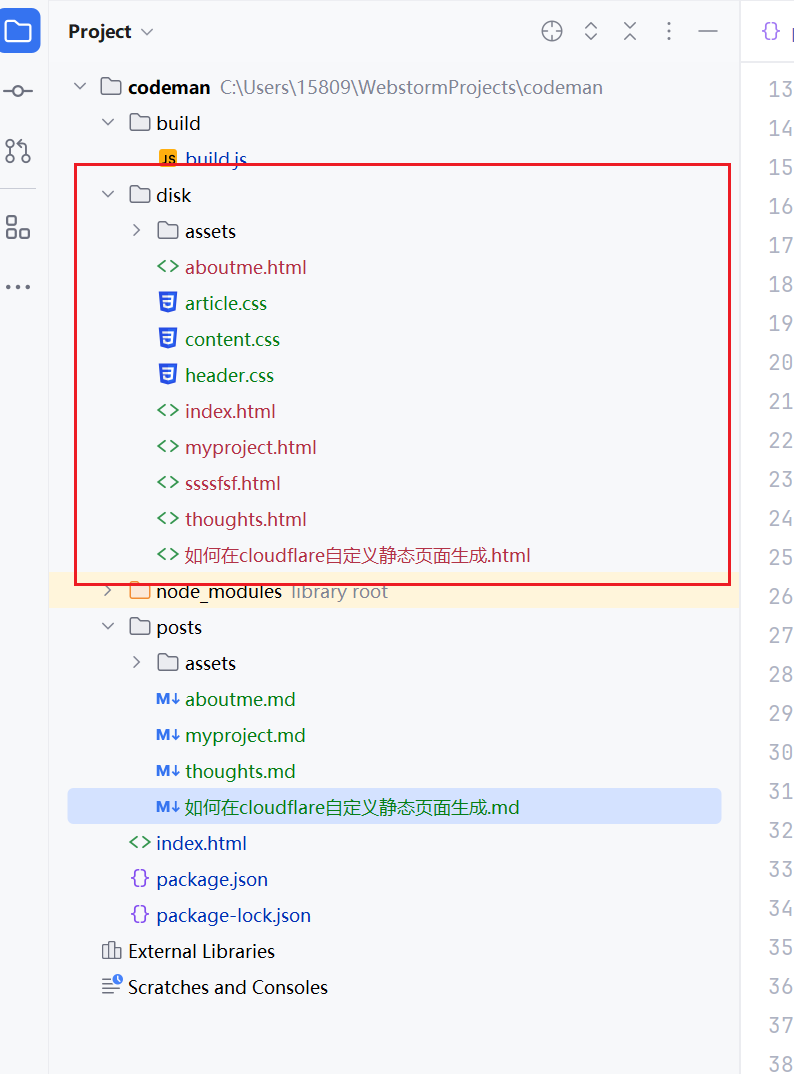 Project
codeman C:\Users\15809\WebstormProjects\codeman
build
JS build.js
disk
assets
aboutme.html
article.css
content.css
header.css
index.html
myproject.html
ssssfsf.html
thoughts.html
如何在cloudflare自定义静态页面生成.html
node_modules library root
posts
assets
M↓ aboutme.md
M↓ myproject.md
M↓ thoughts.md
M↓ 如何在cloudflare自定义静态页面生成.md
index.html
package.json
package-lock.json
External Libraries
Scratches and Consoles
13
14
15
16
17
18
19
20
21
22
23
24
25
26
27
28
29
30
31
32
33
34
35
36
37
38